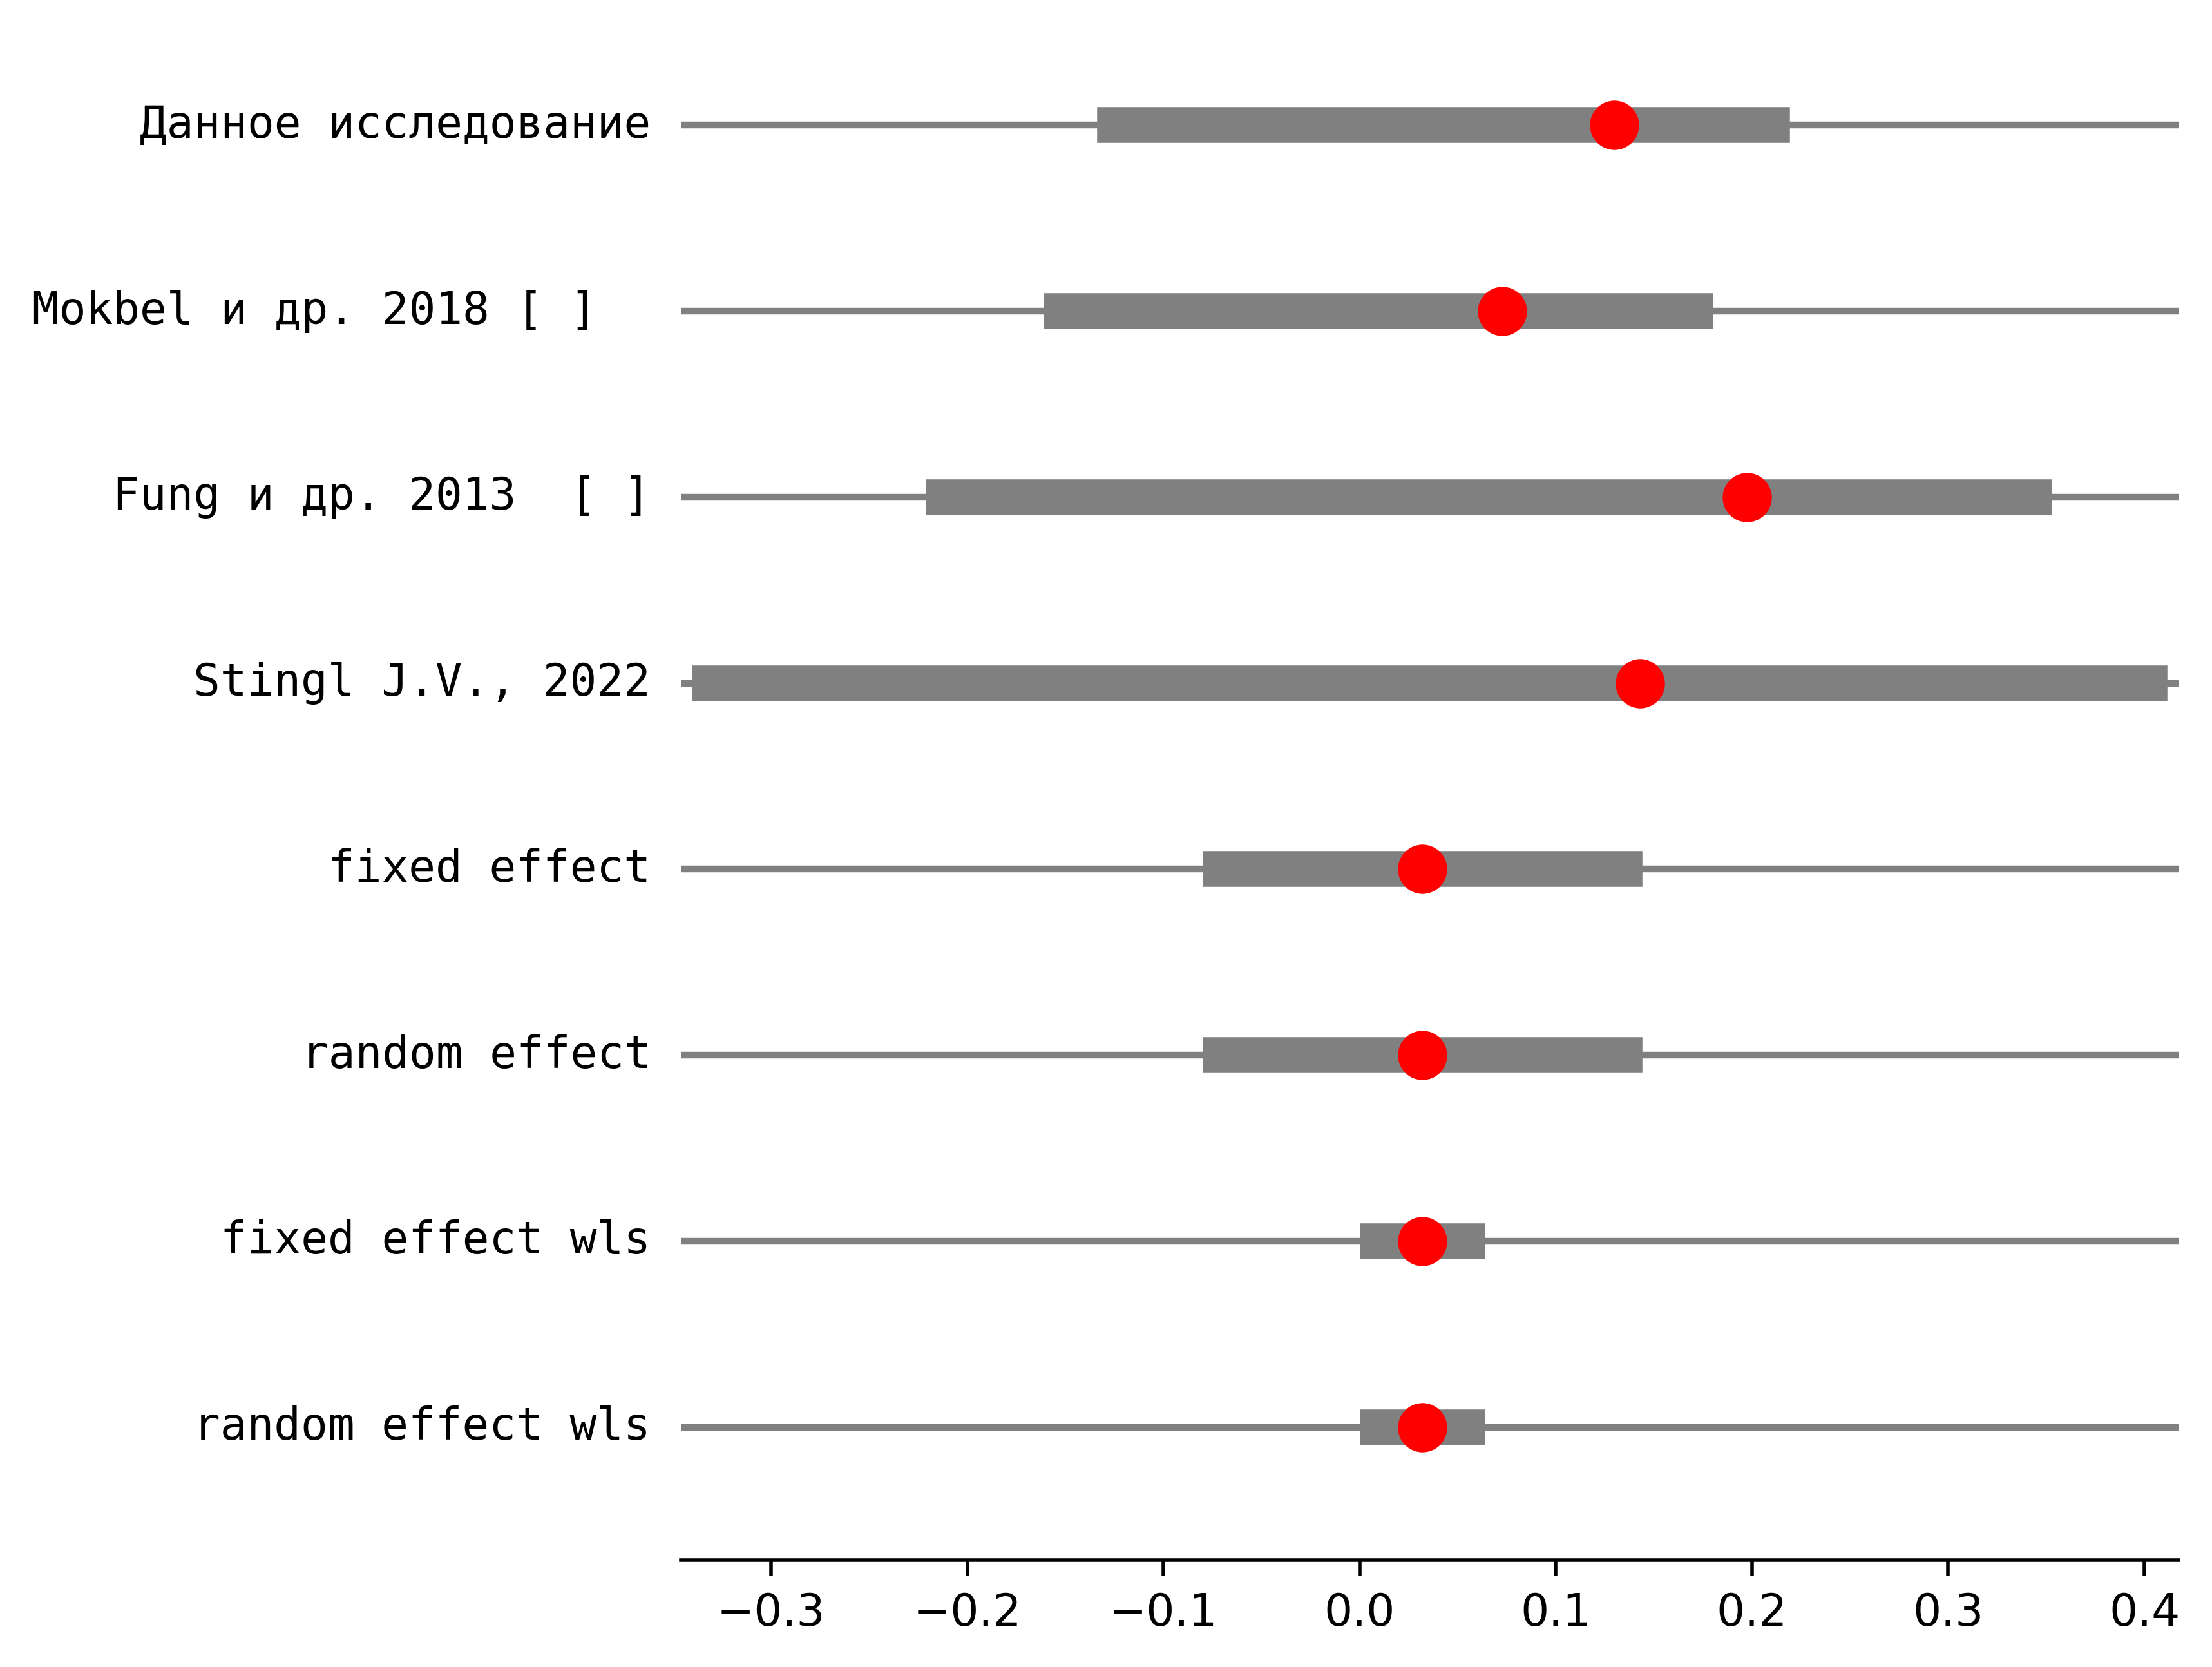 Данное исследование
Mokbel и др. 2018 [ ]
Fung и др. 2013  [ ]
Stingl J.V., 2022
fixed effect
random effect
fixed effect wls
random effect wls
−0.3 −0.2 −0.1 0.0 0.1 0.2 0.3 0.4